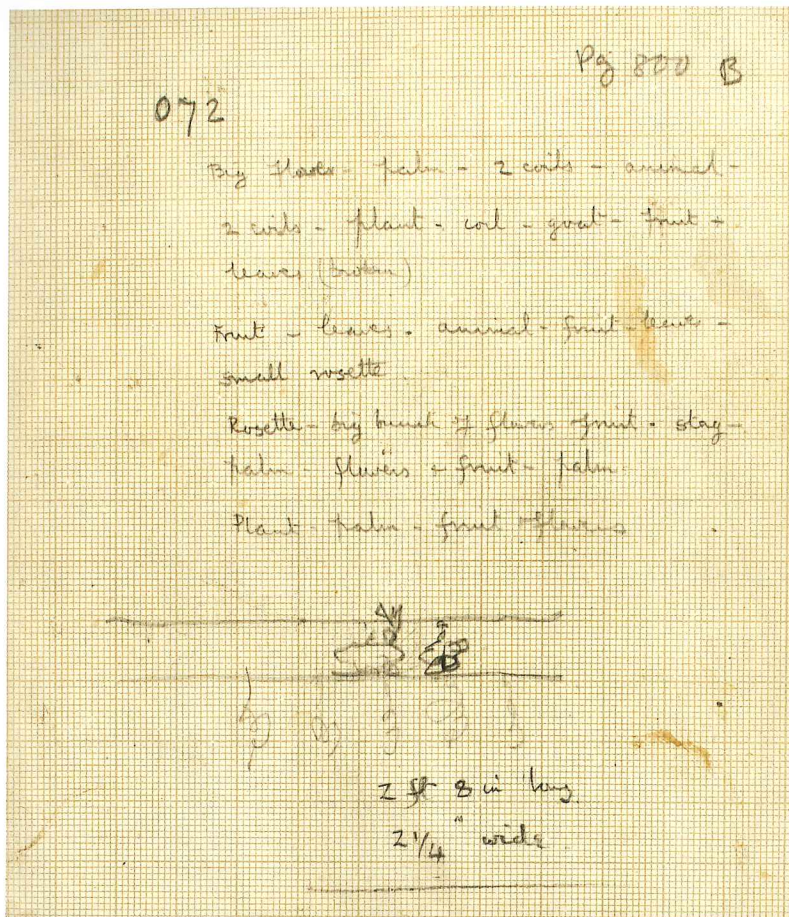 Pg 800 B
072
Big flower - palm - 2 coils - animal -
2 coils - plant - coil - goat - fruit +
leaves (broken)
Fruit - leaves - animal - fruit - leaves -
small rosette.
Rosette - big bunch of flowers + fruit - stag -
palm - flowers + fruit - palm
Plant - palm - fruit + flowers
2 ft 8 in long
2 1/4 " wide